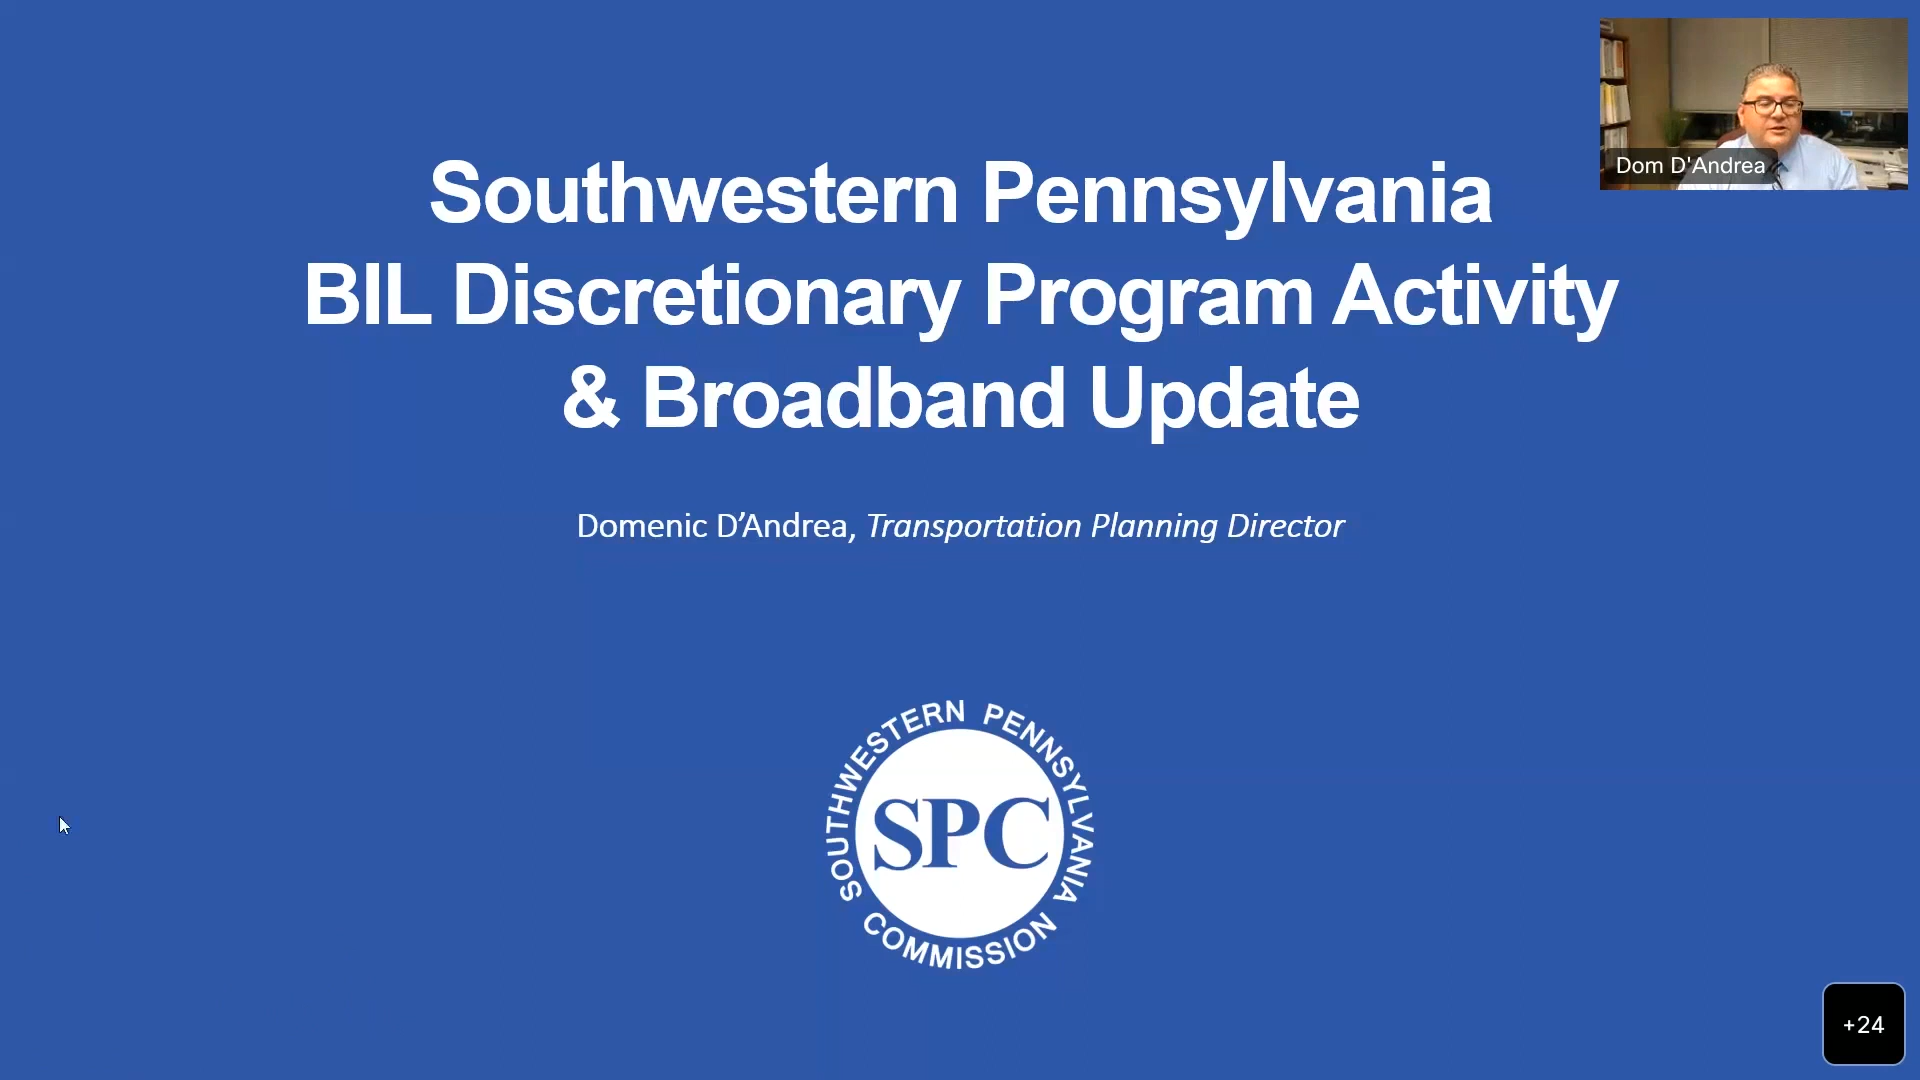 Southwestern Pennsylvania
BIL Discretionary Program Activity
& Broadband Update
Domenic D’Andrea, Transportation Planning Director
SOUTHWESTERN PENNSYLVANIA
SPC
COMMISSION
Dom D'Andrea
+24